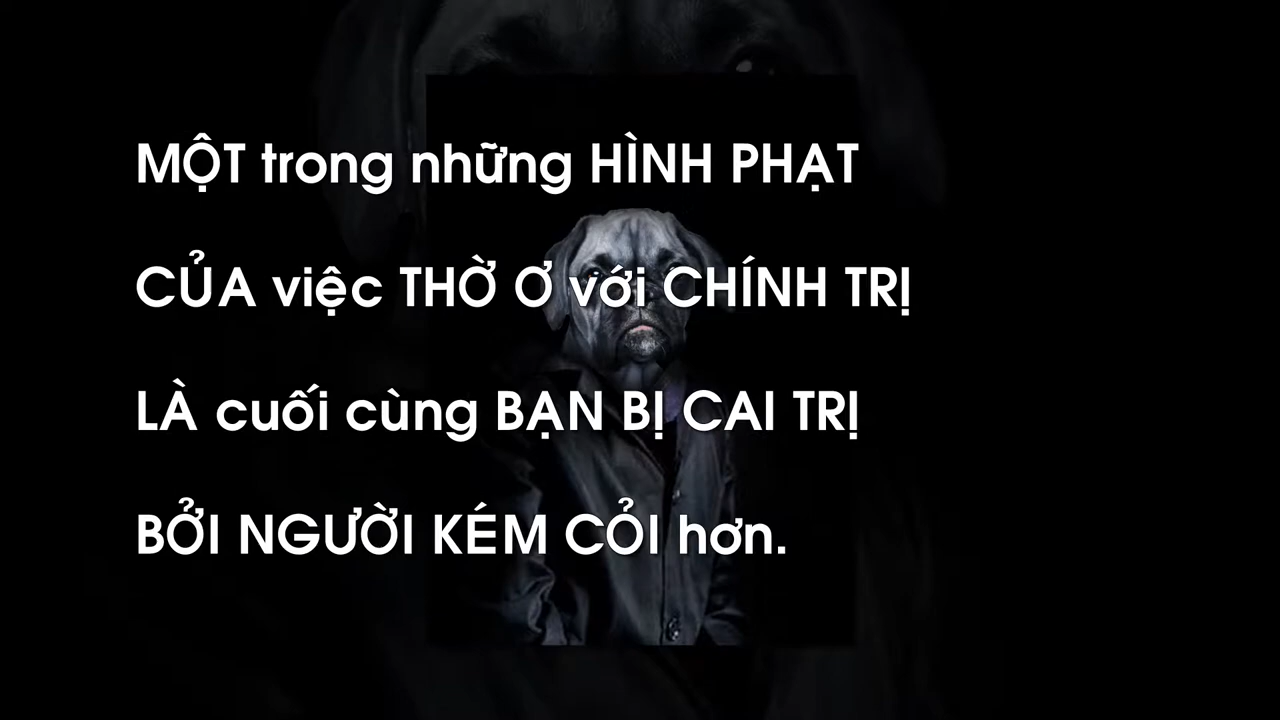 MỘT trong những HÌNH PHẠT
CỦA việc THỜ Ơ với CHÍNH TRỊ
LÀ cuối cùng BẠN BỊ CAI TRỊ
BỞI NGƯỜI KÉM CỎI hơn.